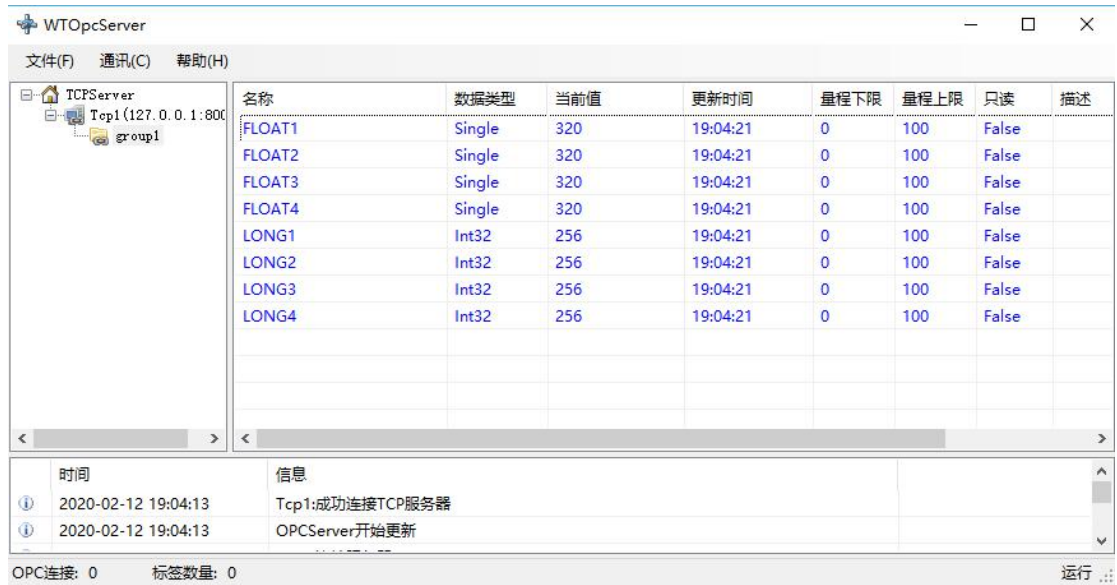 WTOpcServer
文件(F) 通讯(C) 帮助(H)
TCPServer
Tcp1(127.0.0.1:800
group1
名称 数据类型 当前值 更新时间 量程下限 量程上限 只读 描述
FLOAT1 Single 320 19:04:21 0 100 False
FLOAT2 Single 320 19:04:21 0 100 False
FLOAT3 Single 320 19:04:21 0 100 False
FLOAT4 Single 320 19:04:21 0 100 False
LONG1 Int32 256 19:04:21 0 100 False
LONG2 Int32 256 19:04:21 0 100 False
LONG3 Int32 256 19:04:21 0 100 False
LONG4 Int32 256 19:04:21 0 100 False
时间 信息
2020-02-12 19:04:13 Tcp1:成功连接TCP服务器
2020-02-12 19:04:13 OPCServer开始更新
OPC连接: 0 标签数量: 0 运行